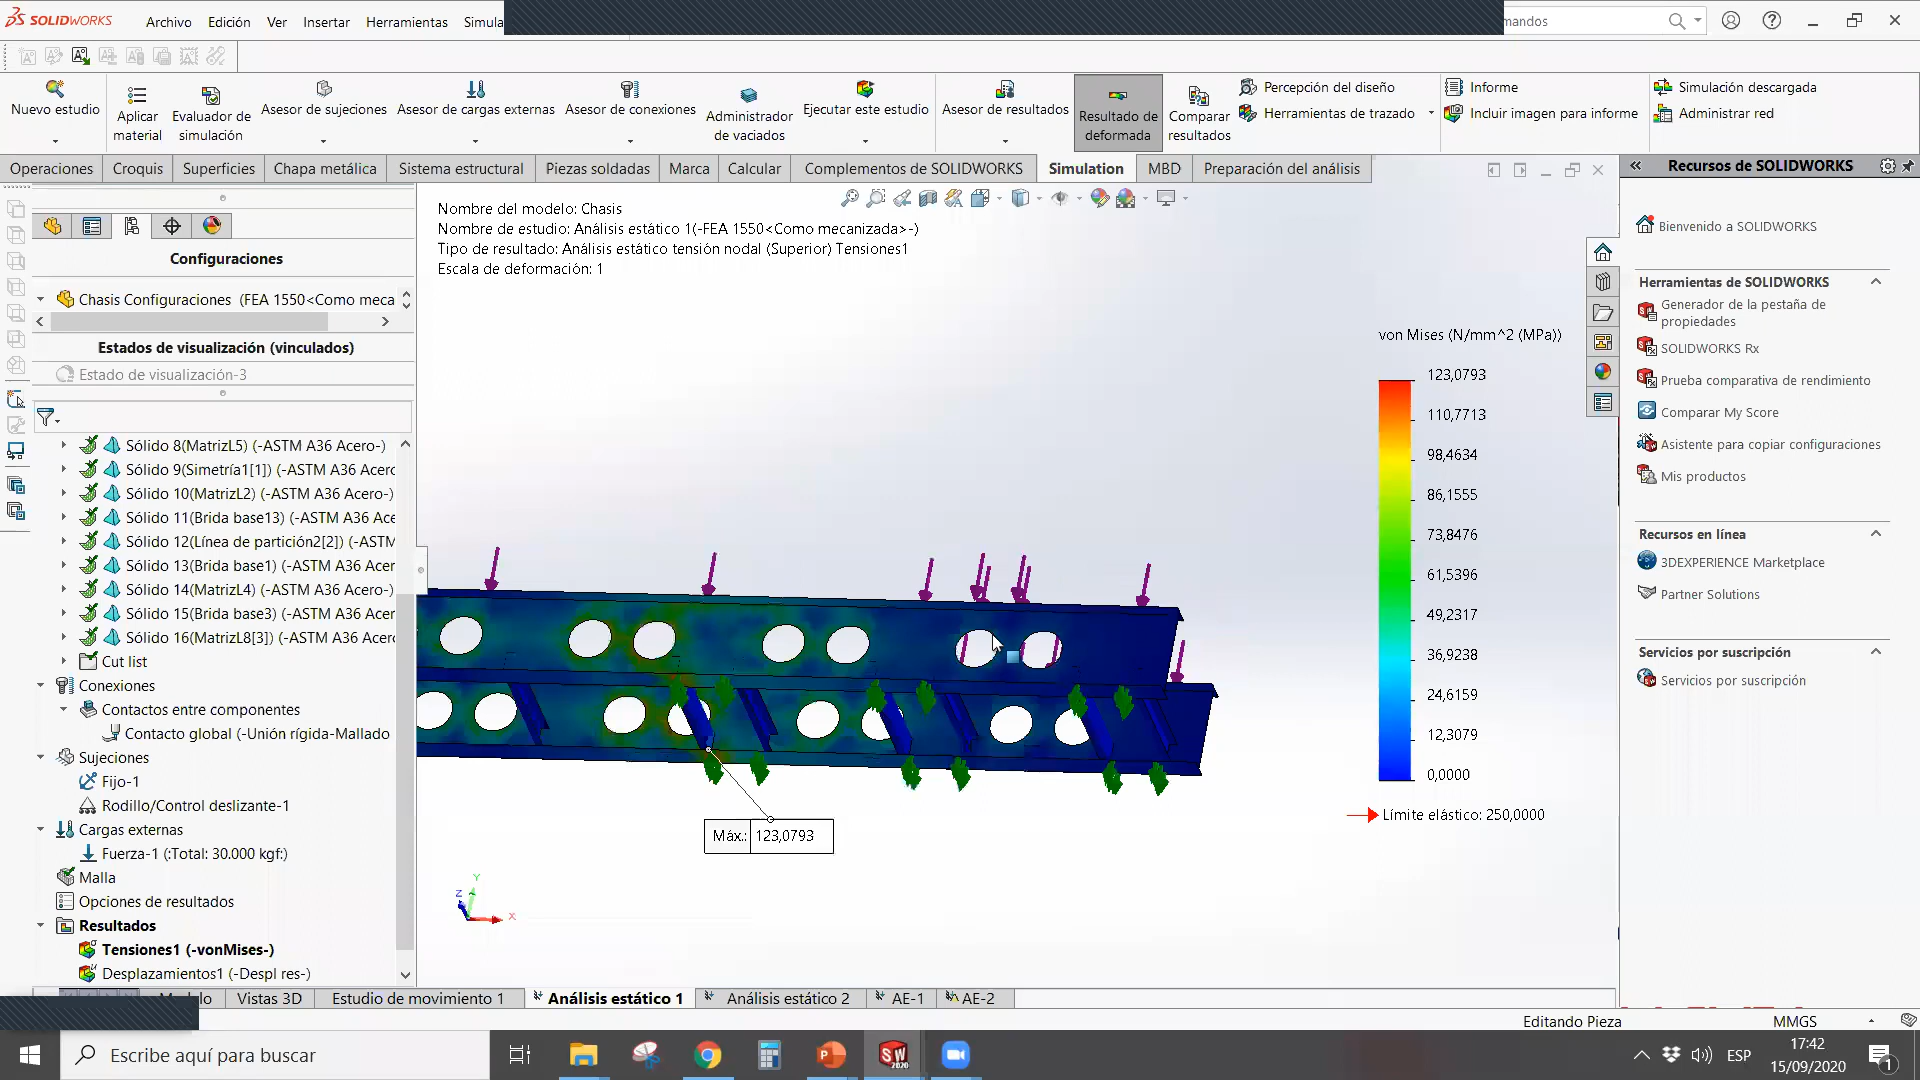 SOLIDWORKS
Archivo
Edición
Ver
Insertar
Herramientas
Simula
mandos
Nuevo estudio
Aplicar material
Evaluador de simulación
Asesor de sujeciones
Asesor de cargas externas
Asesor de conexiones
Administrador de vaciados
Ejecutar este estudio
Asesor de resultados
Resultado de deformada
Comparar resultados
Percepción del diseño
Herramientas de trazado
Informe
Incluir imagen para informe
Simulación descargada
Administrar red
Operaciones
Croquis
Superficies
Chapa metálica
Sistema estructural
Piezas soldadas
Marca
Calcular
Complementos de SOLIDWORKS
Simulation
MBD
Preparación del análisis
Configuraciones
Chasis Configuraciones (FEA 1550<Como meca
Estados de visualización (vinculados)
Estado de visualización-3
Sólido 8(MatrizL5) (-ASTM A36 Acero-)
Sólido 9(Simetría1[1]) (-ASTM A36 Acero
Sólido 10(MatrizL2) (-ASTM A36 Acero-)
Sólido 11(Brida base13) (-ASTM A36 Ace
Sólido 12(Línea de partición2[2]) (-ASTM
Sólido 13(Brida base1) (-ASTM A36 Acer
Sólido 14(MatrizL4) (-ASTM A36 Acero-)
Sólido 15(Brida base3) (-ASTM A36 Acer
Sólido 16(MatrizL8[3]) (-ASTM A36 Acer
Cut list
Conexiones
Contactos entre componentes
Contacto global (-Unión rígida-Mallado
Sujeciones
Fijo-1
Rodillo/Control deslizante-1
Cargas externas
Fuerza-1 (:Total: 30.000 kgf:)
Malla
Opciones de resultados
Resultados
Tensiones1 (-vonMises-)
Desplazamientos1 (-Despl res-)
Nombre del modelo: Chasis
Nombre de estudio: Análisis estático 1(-FEA 1550<Como mecanizada>-)
Tipo de resultado: Análisis estático tensión nodal (Superior) Tensiones1
Escala de deformación: 1
von Mises (N/mm^2 (MPa))
123,0793
110,7713
98,4634
86,1555
73,8476
61,5396
49,2317
36,9238
24,6159
12,3079
0,0000
Límite elástico: 250,0000
Máx.: 123,0793
Y
Z
X
Recursos de SOLIDWORKS
Bienvenido a SOLIDWORKS
Herramientas de SOLIDWORKS
Generador de la pestaña de
propiedades
SOLIDWORKS Rx
Prueba comparativa de rendimiento
Comparar My Score
Asistente para copiar configuraciones
Mis productos
Recursos en línea
3DEXPERIENCE Marketplace
Partner Solutions
Servicios por suscripción
Servicios por suscripción
Vistas 3D
Estudio de movimiento 1
Análisis estático 1
Análisis estático 2
AE-1
AE-2
Editando Pieza
MMGS
Escribe aquí para buscar
SW
2020
ESP
17:42
15/09/2020
1